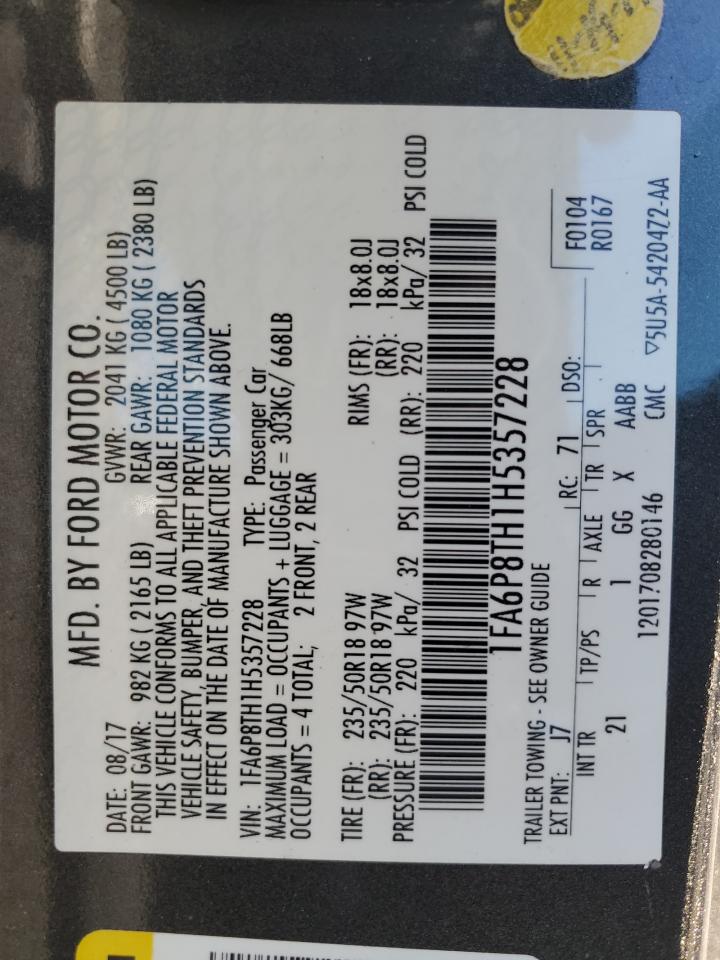 MFD. BY FORD MOTOR CO.
DATE: 08/17 GVWR: 2041 KG ( 4500 LB)
FRONT GAWR: 982 KG ( 2165 LB) REAR GAWR: 1080 KG ( 2380 LB)
THIS VEHICLE CONFORMS TO ALL APPLICABLE FEDERAL MOTOR
VEHICLE SAFETY, BUMPER, AND THEFT PREVENTION STANDARDS
IN EFFECT ON THE DATE OF MANUFACTURE SHOWN ABOVE.
VIN: 1FA6P8TH1H5357228 TYPE: Passenger Car
MAXIMUM LOAD = OCCUPANTS + LUGGAGE = 303KG/ 668LB
OCCUPANTS = 4 TOTAL; 2 FRONT, 2 REAR
TIRE (FR): 235/50R18 97W RIMS (FR): 18x8.0J
(RR): 235/50R18 97W (RR): 18x8.0J
PRESSURE (FR): 220 kPa/ 32 PSI COLD (RR): 220 kPa/ 32 PSI COLD
1FA6P8TH1H5357228
TRAILER TOWING - SEE OWNER GUIDE
EXT PNT: J7 RC: 71 DSO: F0104
R0167
INT TR TP/PS R AXLE TR SPR
21 1 GG X AABB
1201708280146 CMC ▽5U5A-5420472-AA